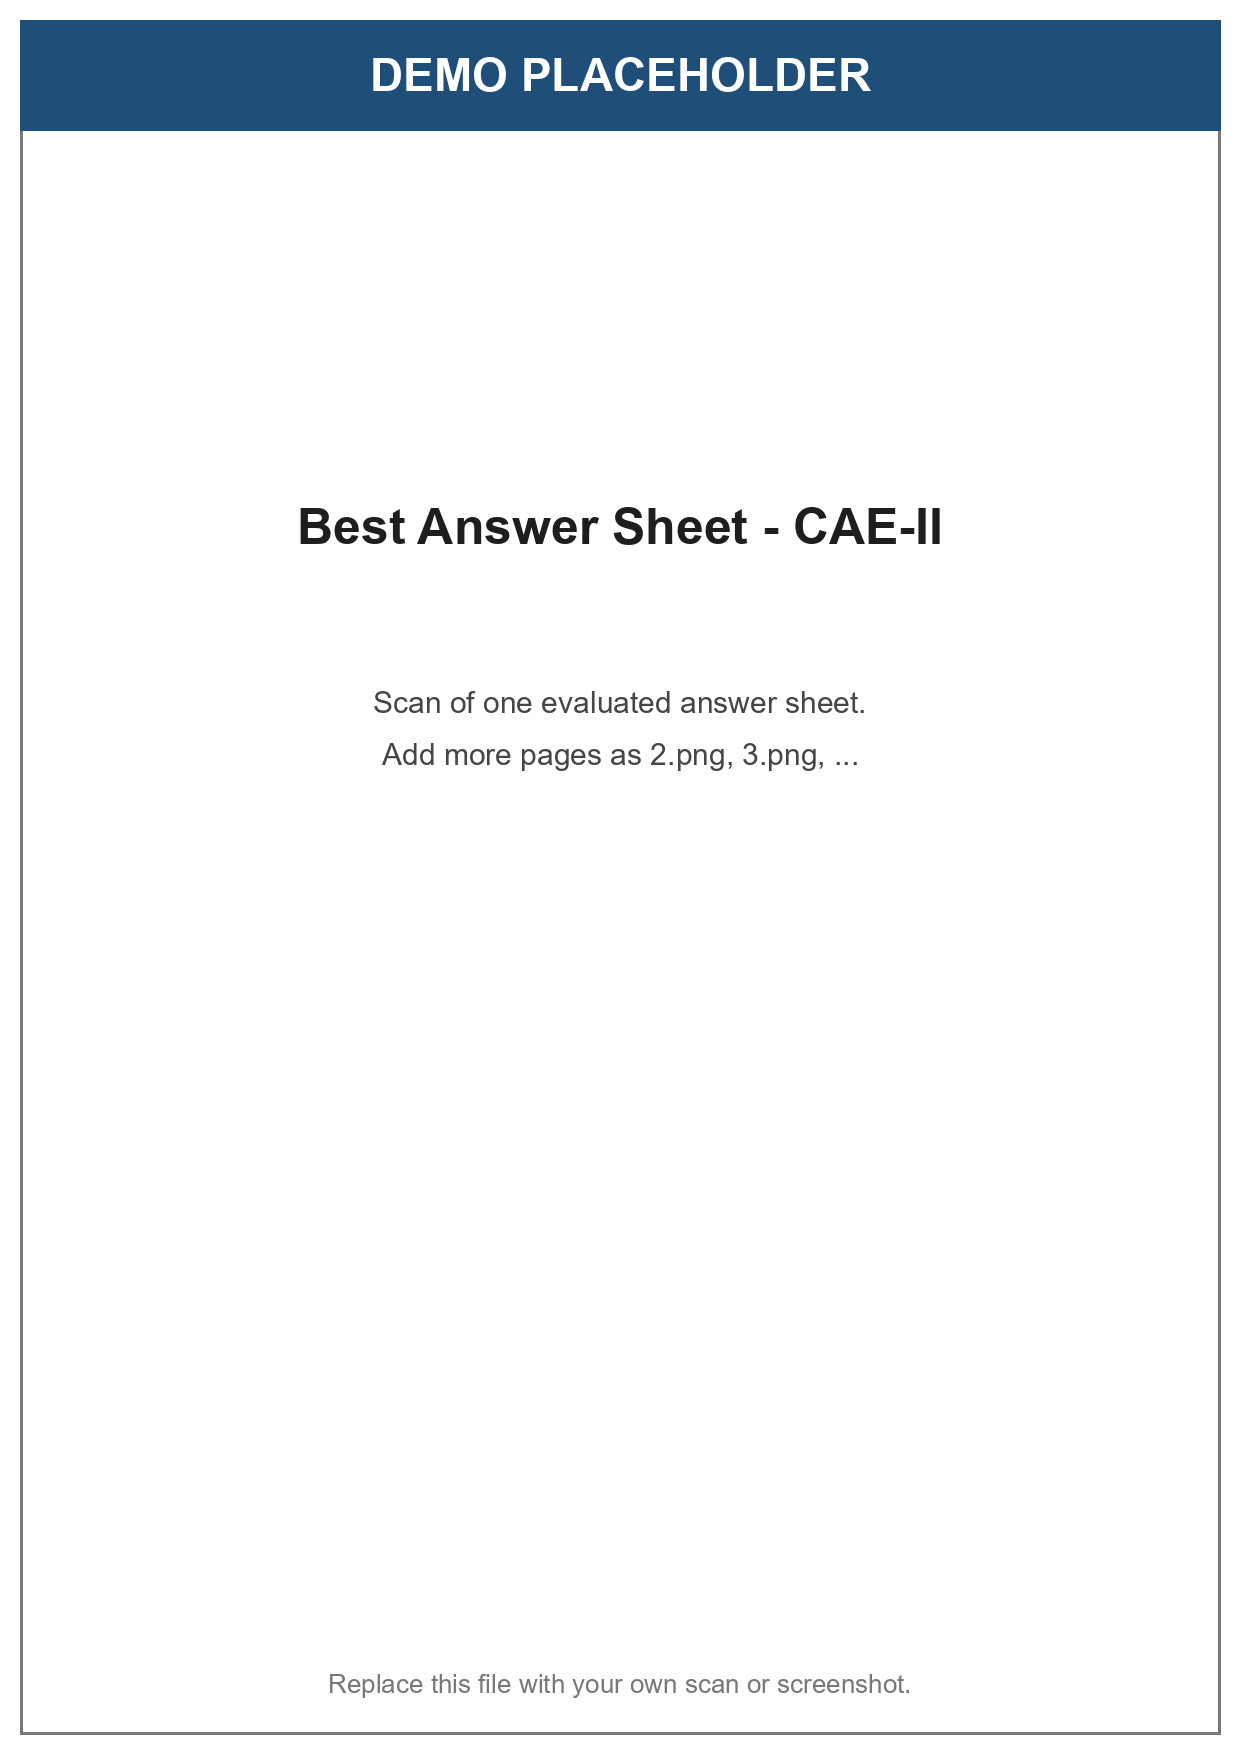 DEMO PLACEHOLDER
Best Answer Sheet - CAE-II
Scan of one evaluated answer sheet.
Add more pages as 2.png, 3.png, ...
Replace this file with your own scan or screenshot.